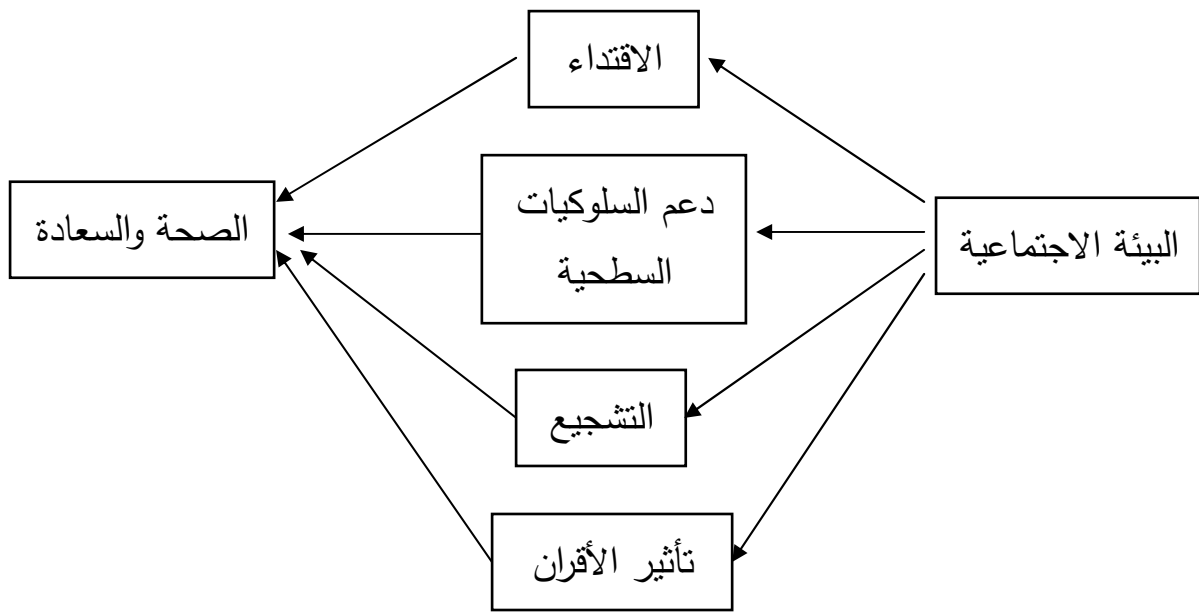 الاقتداء
دعم السلوكيات
السطحية
البيئة الاجتماعية
الصحة والسعادة
التشجيع
تأثير الأقران